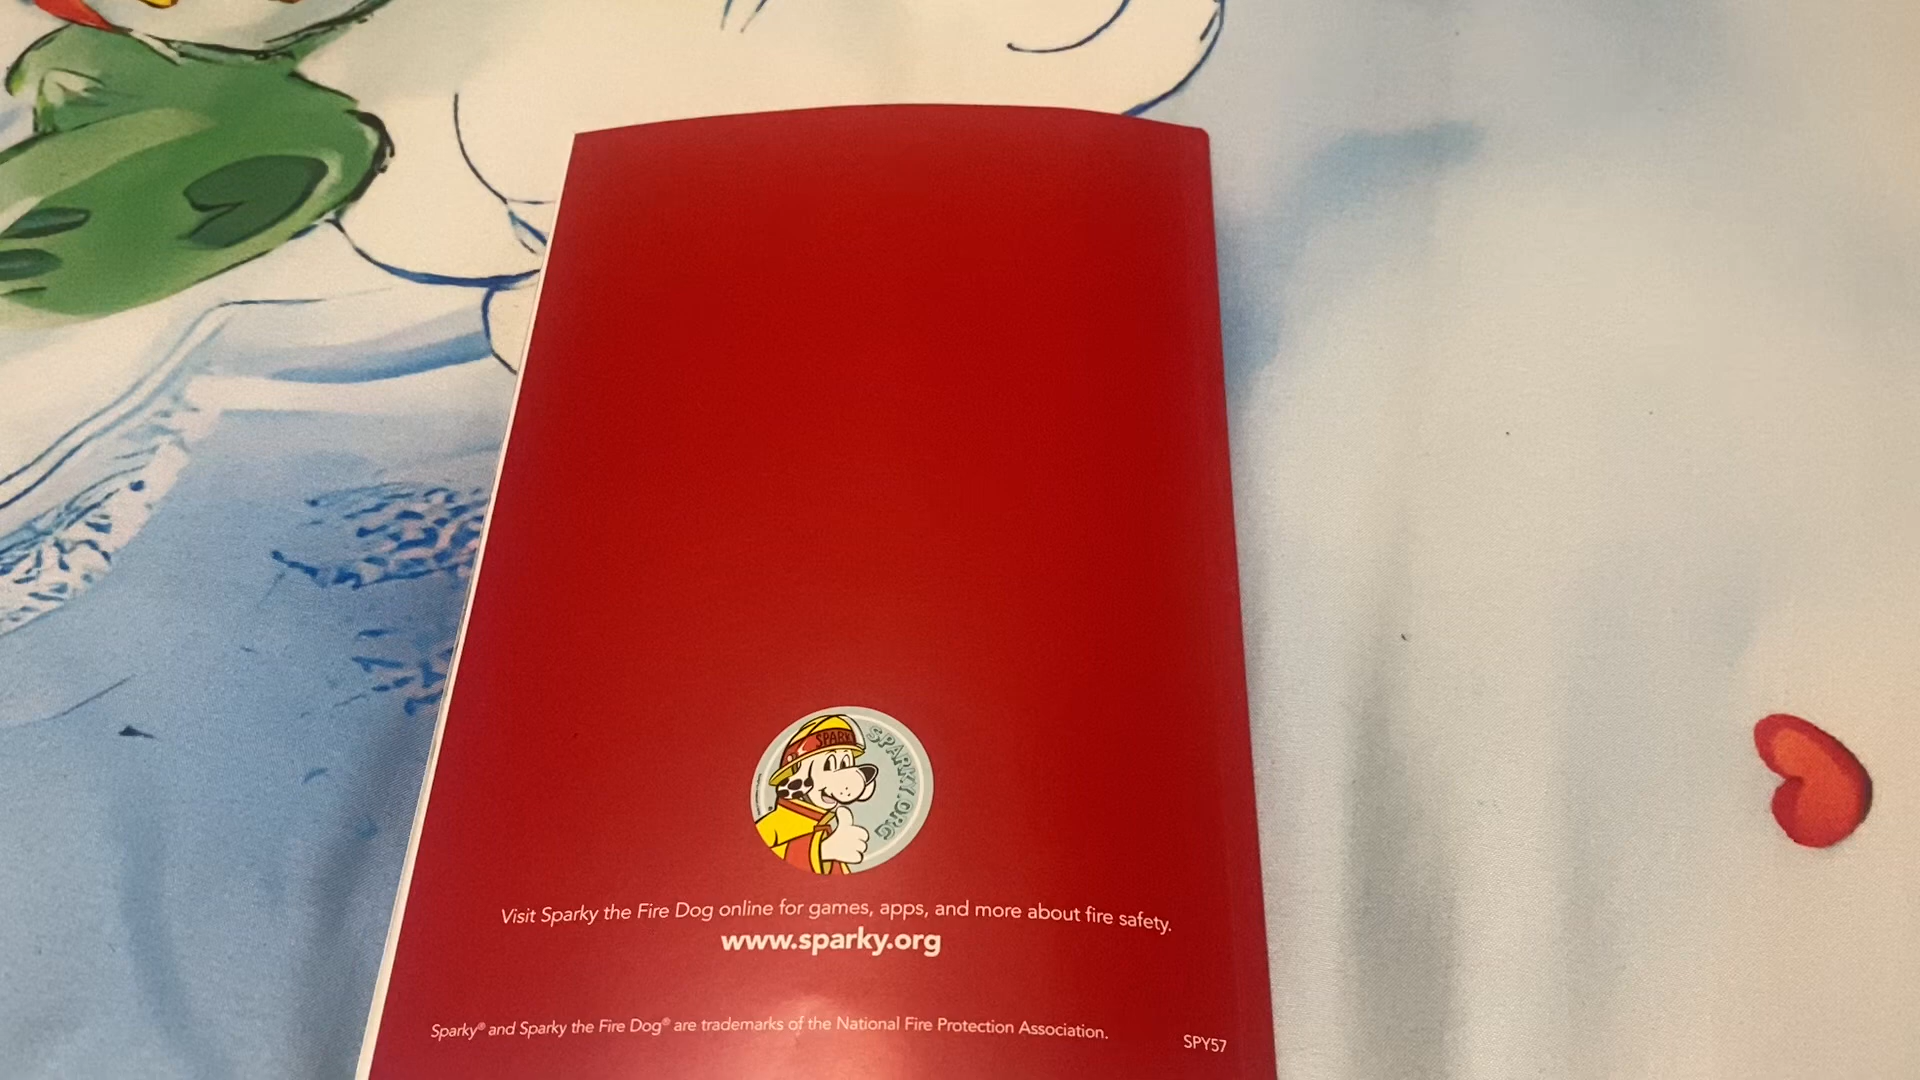 SPARKY
SPARKY.ORG
Visit Sparky the Fire Dog online for games, apps, and more about fire safety.
www.sparky.org
Sparky® and Sparky the Fire Dog® are trademarks of the National Fire Protection Association.
SPY57